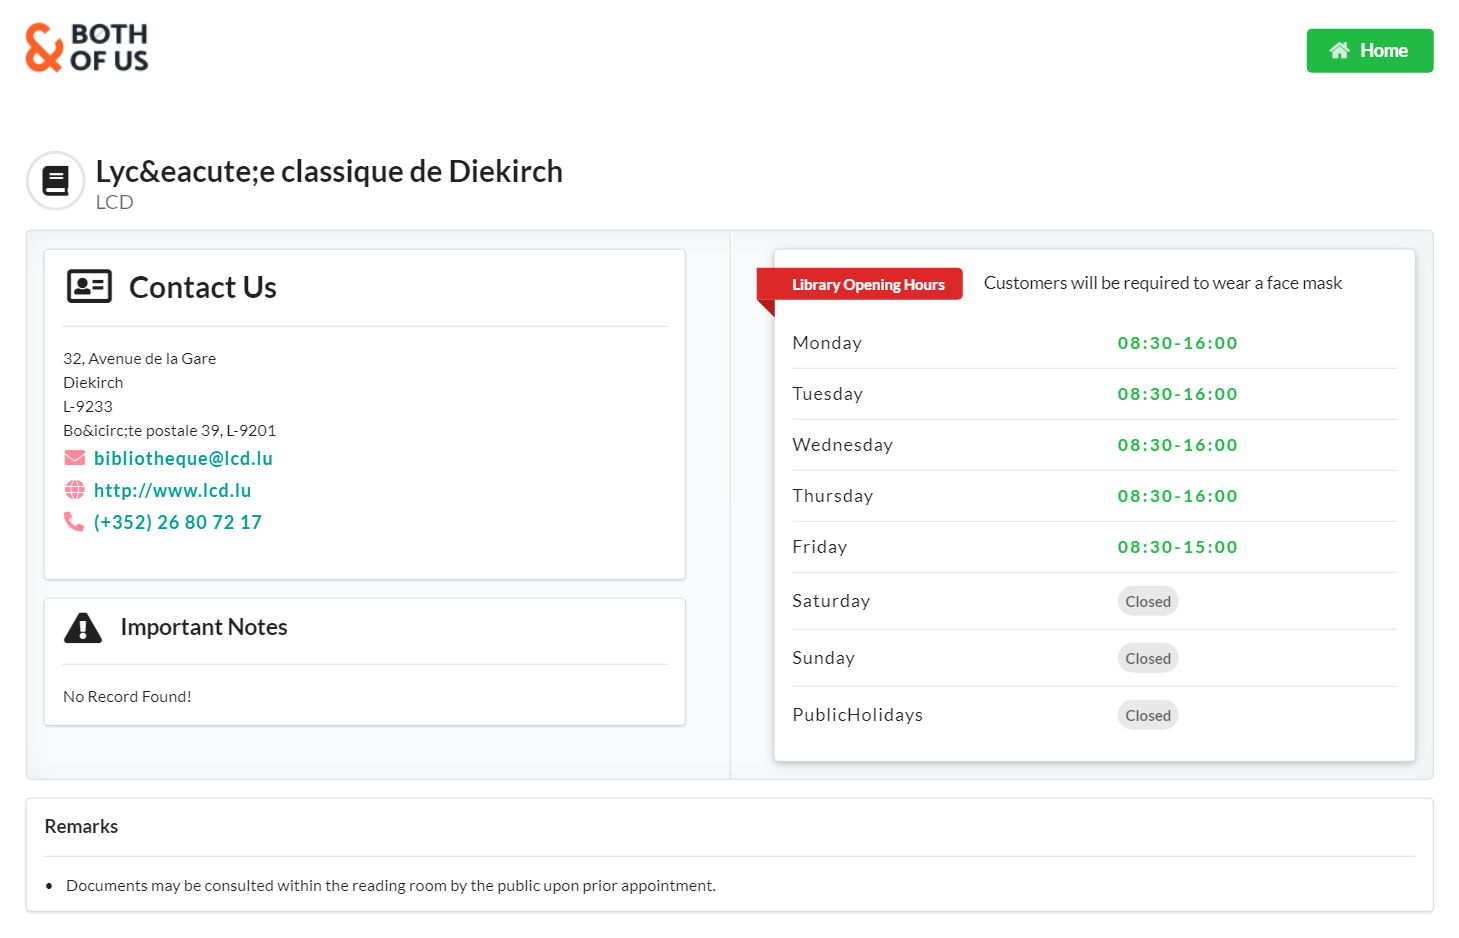 & BOTH
OF US
Home
Lyc&eacute;e classique de Diekirch
LCD
Contact Us
32, Avenue de la Gare
Diekirch
L-9233
Bo&icirc;te postale 39, L-9201
bibliotheque@lcd.lu
http://www.lcd.lu
(+352) 26 80 72 17
Important Notes
No Record Found!
Library Opening Hours Customers will be required to wear a face mask
Monday 08:30-16:00
Tuesday 08:30-16:00
Wednesday 08:30-16:00
Thursday 08:30-16:00
Friday 08:30-15:00
Saturday Closed
Sunday Closed
PublicHolidays Closed
Remarks
• Documents may be consulted within the reading room by the public upon prior appointment.